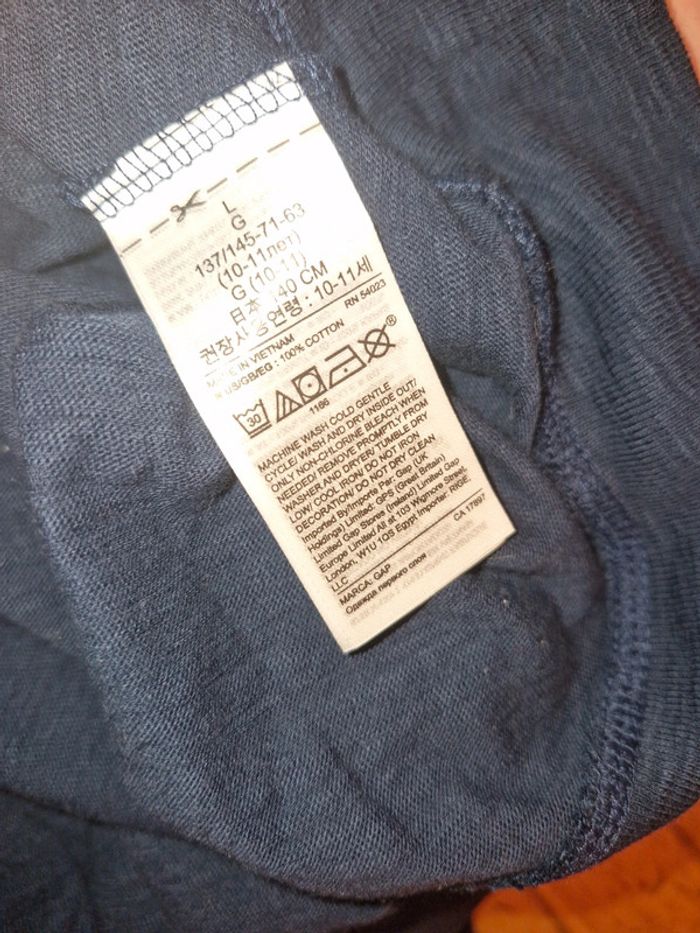 L
G
137/145-71-63
(10-11лет)
G (10-11)
日本 140 CM
권장사용연령 : 10-11세
RN 54023
MADE IN VIETNAM
US/GB/EG : 100% COTTON
30
1166
MACHINE WASH COLD GENTLE
CYCLE/ WASH AND DRY INSIDE OUT/
ONLY NON-CHLORINE BLEACH WHEN
NEEDED/ REMOVE PROMPTLY FROM
WASHER AND DRYER/ TUMBLE DRY
LOW/ COOL IRON/ DO NOT IRON
DECORATION/ DO NOT DRY CLEAN
Imported By/Importe Par: Gap (UK
Holdings) Limited: GPS (Great Britain)
Limited Gap Stores (Ireland) Limited Gap
Europe Limited All at 103 Wigmore Street,
London, W1U 1QS Egypt Importer: RIGE,
LLC
CA 17897
MARCA: GAP
Одежда первого слоя